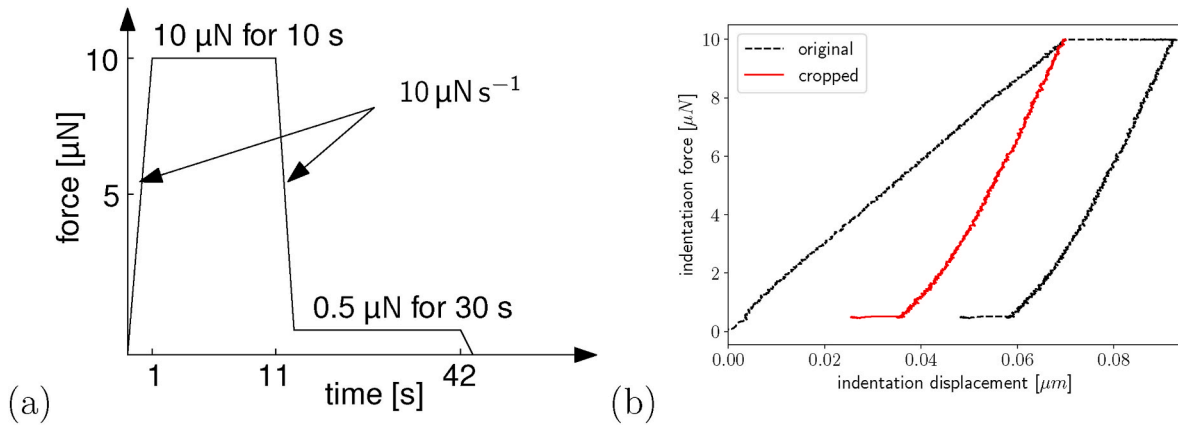 10 µN for 10 s
10
10 µN s⁻¹
force [µN]
5
0.5 µN for 30 s
1
11
42
time [s]
(a)
original
cropped
10
8
6
4
2
0
indentatiaon force [µN]
0.00
0.02
0.04
0.06
0.08
indentation displacement [µm]
(b)